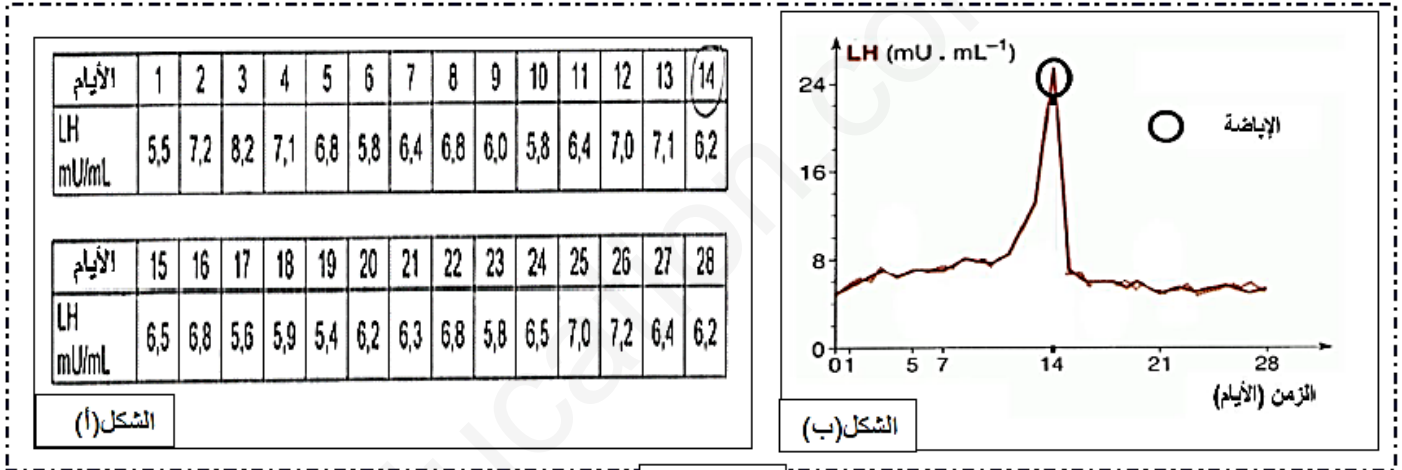 الأيام 1 2 3 4 5 6 7 8 9 10 11 12 13 14
LH mU/mL 5,5 7,2 8,2 7,1 6,8 5,8 6,4 6,8 6,0 5,8 6,4 7,0 7,1 6,2
الأيام 15 16 17 18 19 20 21 22 23 24 25 26 27 28
LH mU/mL 6,5 6,8 5,6 5,9 5,4 6,2 6,3 6,8 5,8 6,5 7,0 7,2 6,4 6,2
الشكل(أ)
LH (mU . mL⁻¹)
24
الإباضة
16
8
0
0 1 5 7 14 21 28
الزمن (الأيام)
الشكل(ب)